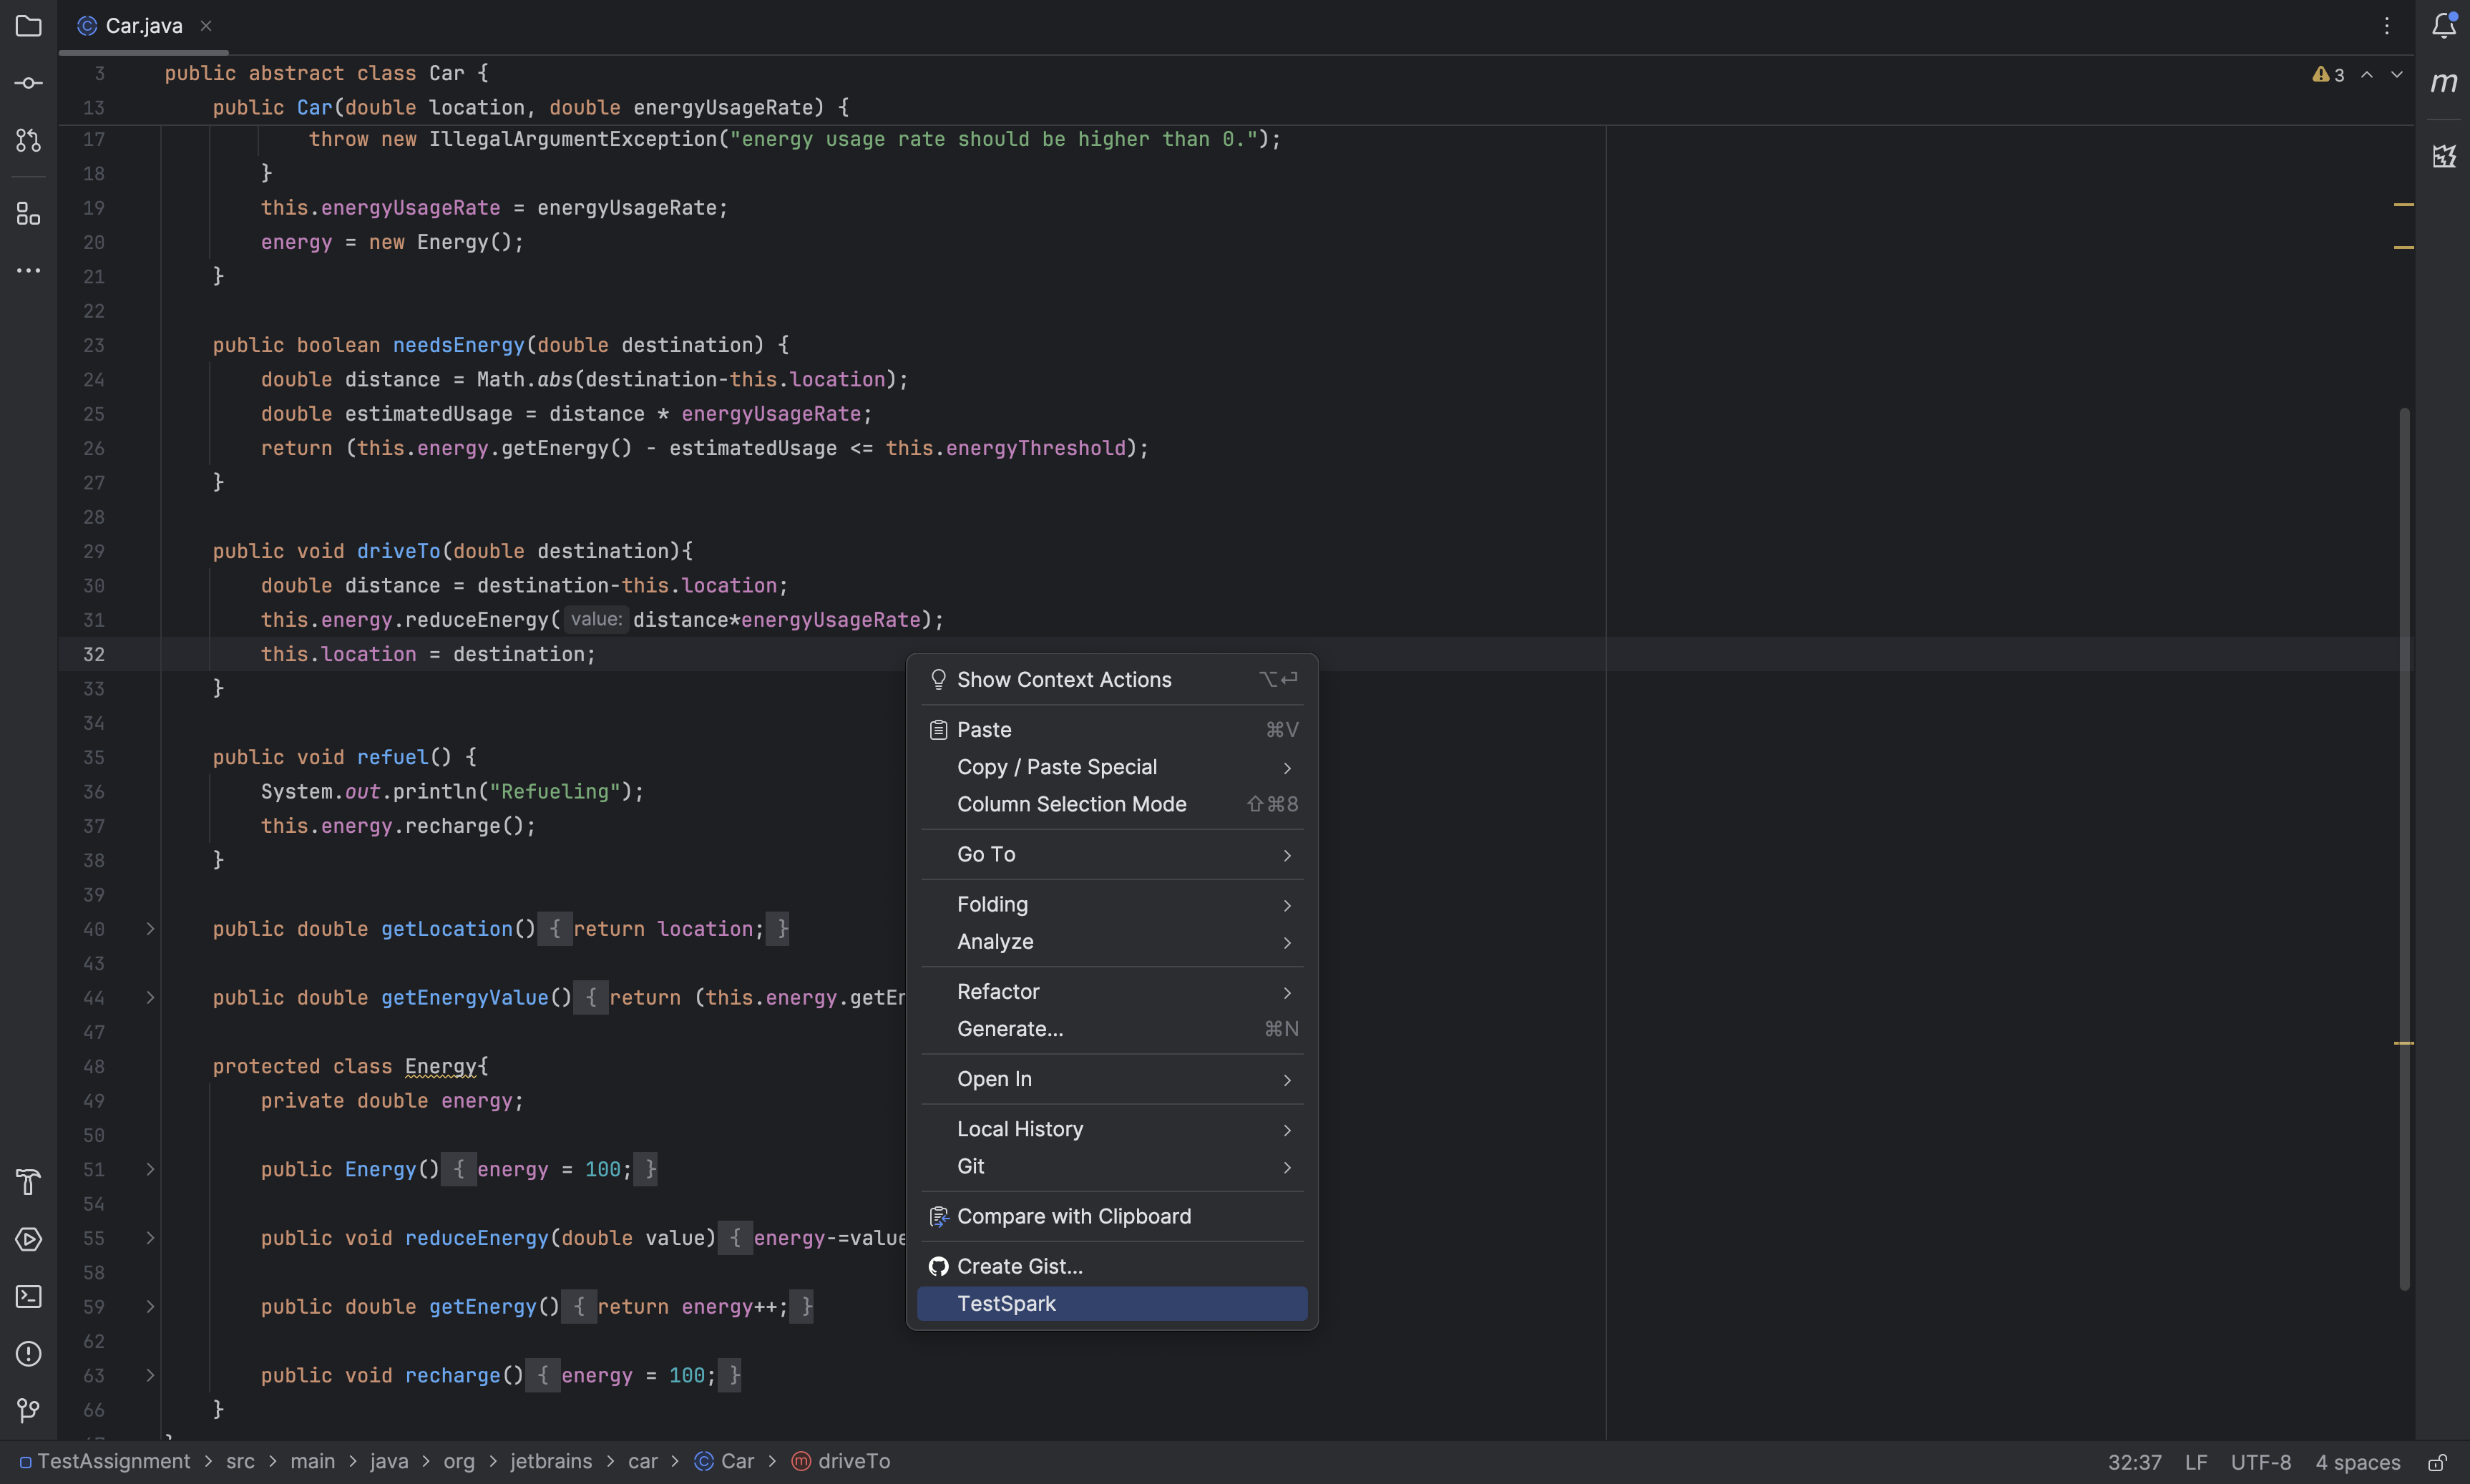 Car.java
3 public abstract class Car {
13 public Car(double location, double energyUsageRate) {
3
17 throw new IllegalArgumentException("energy usage rate should be higher than 0.");
18 }
19 this.energyUsageRate = energyUsageRate;
20 energy = new Energy();
21 }
22
23 public boolean needsEnergy(double destination) {
24 double distance = Math.abs(destination-this.location);
25 double estimatedUsage = distance * energyUsageRate;
26 return (this.energy.getEnergy() - estimatedUsage <= this.energyThreshold);
27 }
28
29 public void driveTo(double destination){
30 double distance = destination-this.location;
31 this.energy.reduceEnergy( value: distance*energyUsageRate);
32 this.location = destination;
33 }
34
35 public void refuel() {
36 System.out.println("Refueling");
37 this.energy.recharge();
38 }
39
40 public double getLocation() { return location; }
43
44 public double getEnergyValue() { return (this.energy.getEr
47
48 protected class Energy{
49 private double energy;
50
51 public Energy() { energy = 100; }
54
55 public void reduceEnergy(double value) { energy-=value
58
59 public double getEnergy() { return energy++; }
62
63 public void recharge() { energy = 100; }
66 }
Show Context Actions ⌥↩
Paste ⌘V
Copy / Paste Special
Column Selection Mode ⇧⌘8
Go To
Folding
Analyze
Refactor
Generate... ⌘N
Open In
Local History
Git
Compare with Clipboard
Create Gist...
TestSpark
m
TestAssignment > src > main > java > org > jetbrains > car > C Car > m driveTo
32:37 LF UTF-8 4 spaces